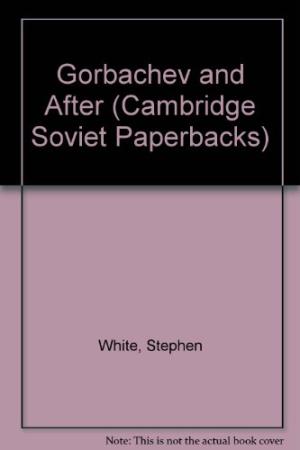 Gorbachev and
After (Cambridge
Soviet Paperbacks)
White, Stephen
Note: This is not the actual book cover